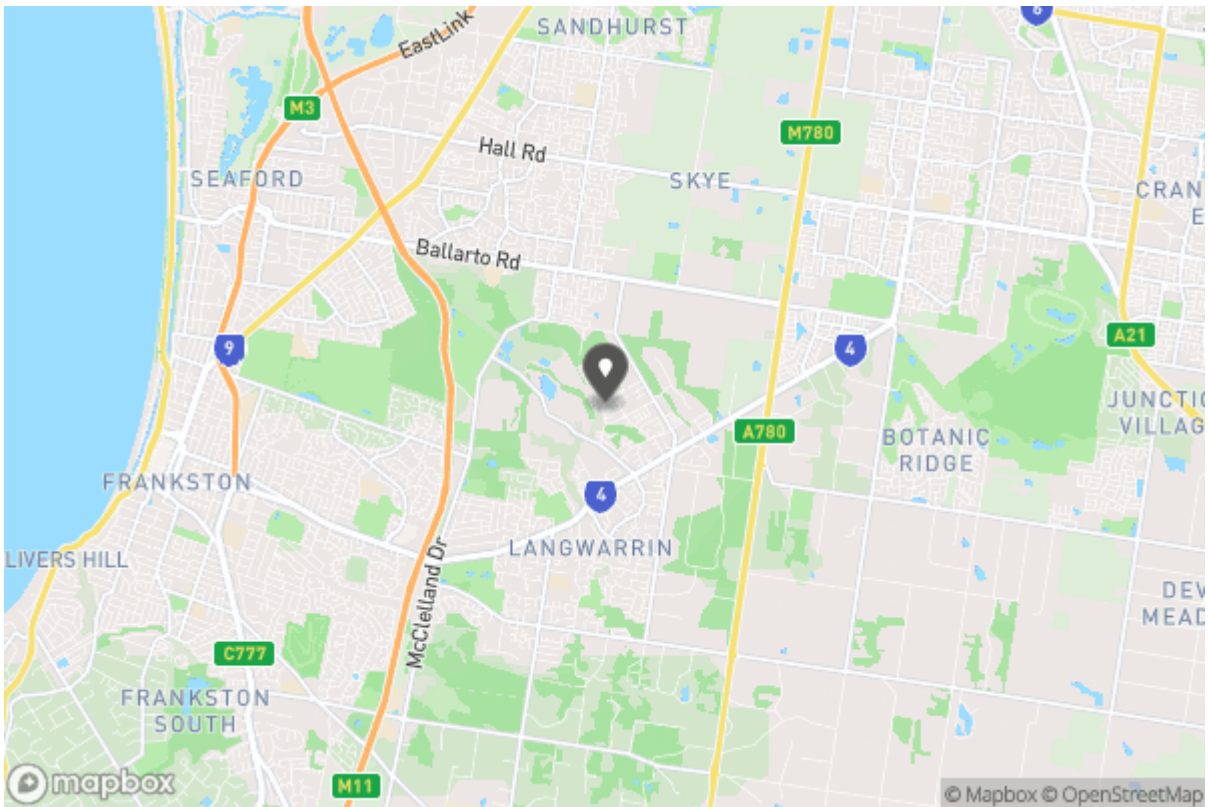 SANDHURST
6
EastLink
M3
M780
Hall Rd
SEAFORD
SKYE
CRAN
E
Ballarto Rd
9
4
A21
JUNCTIO
VILLAG
A780
BOTANIC
RIDGE
FRANKSTON
4
LANGWARRIN
LIVERS HILL
McClelland Dr
DEV
MEAD
C777
FRANKSTON
SOUTH
M11
mapbox
© Mapbox © OpenStreetMap